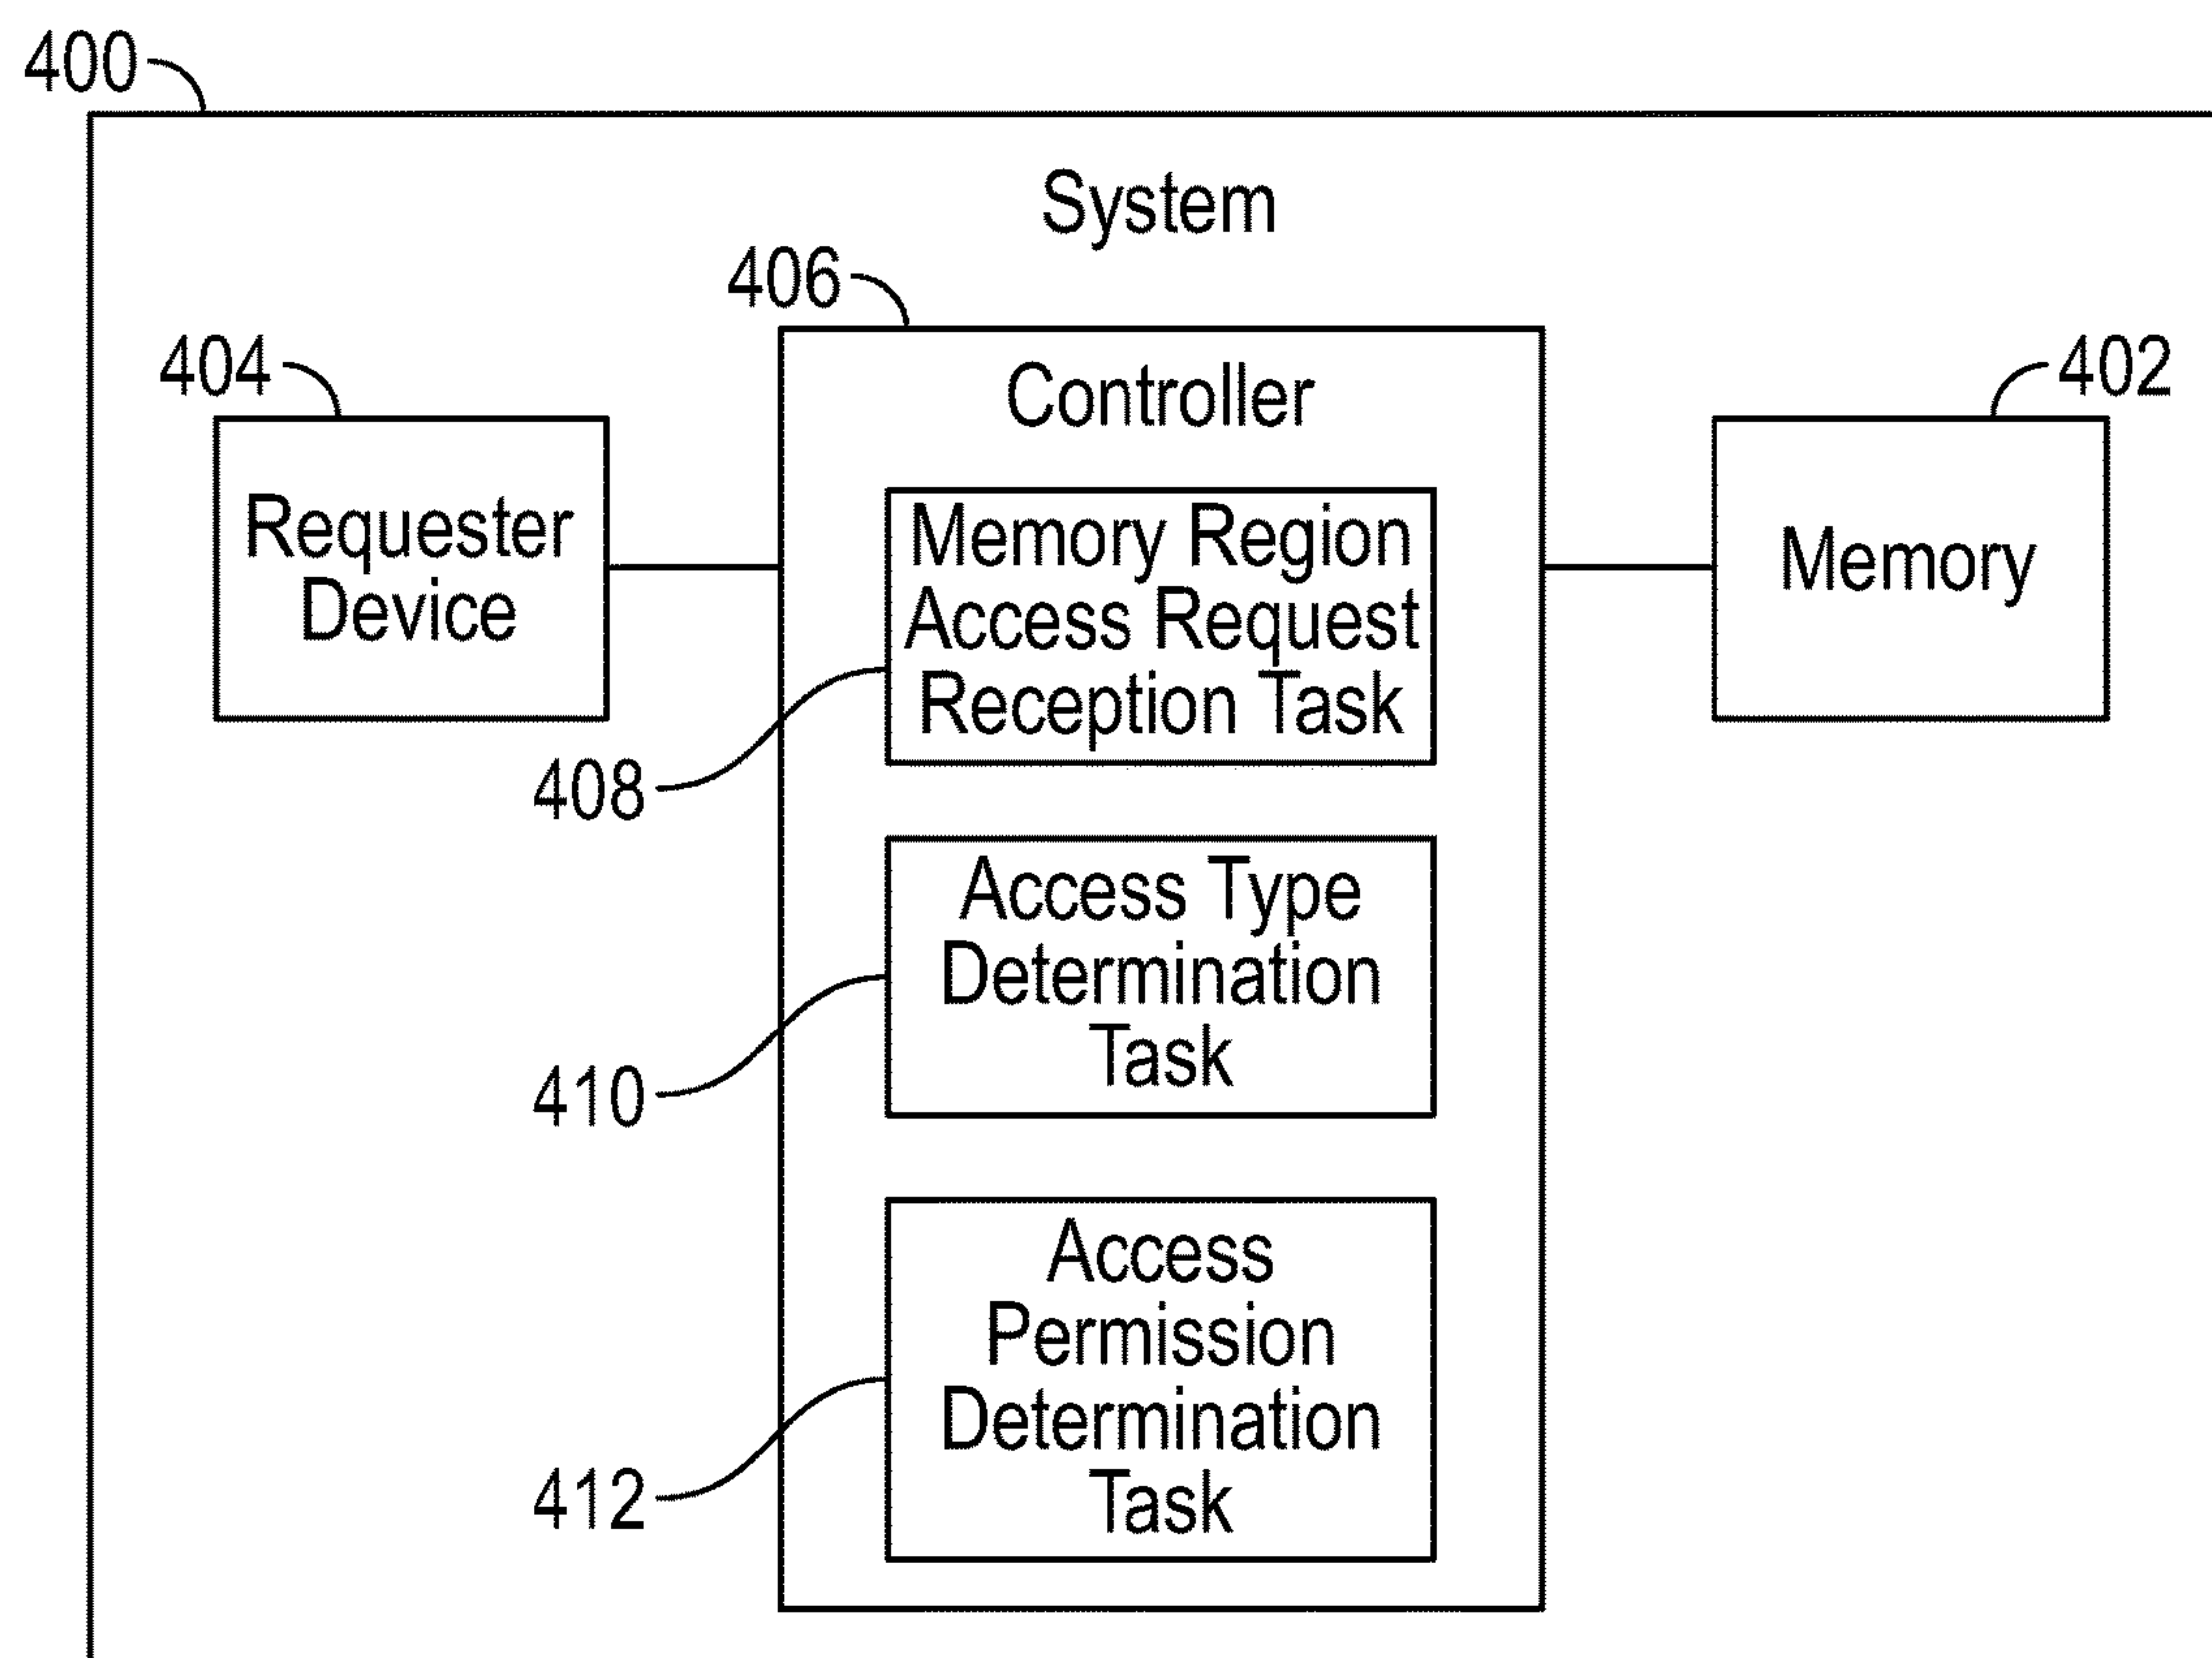 400
System
406
404
402
Controller
Requester
Device
Memory Region
Access Request
Reception Task
Memory
408
Access Type
Determination
Task
410
Access
Permission
Determination
Task
412